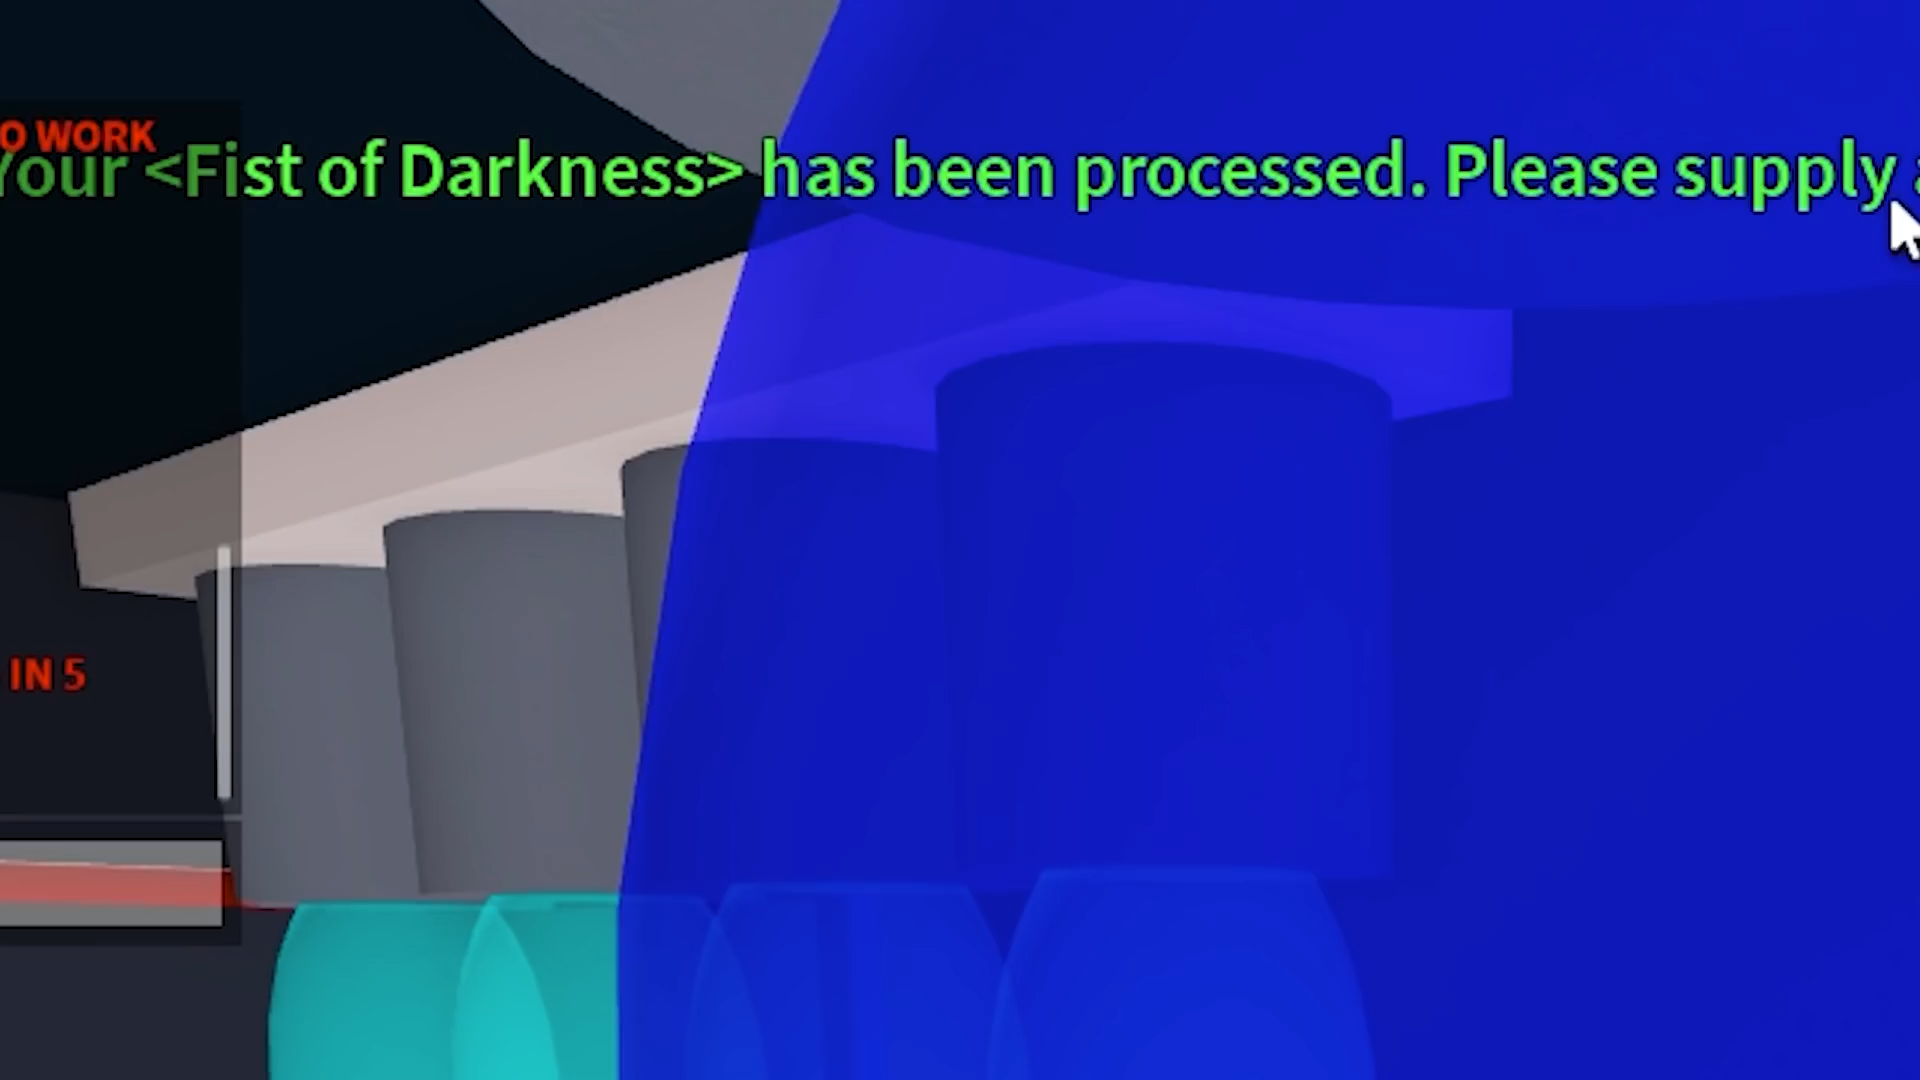 O WORK
Your <Fist of Darkness> has been processed. Please supply
IN 5